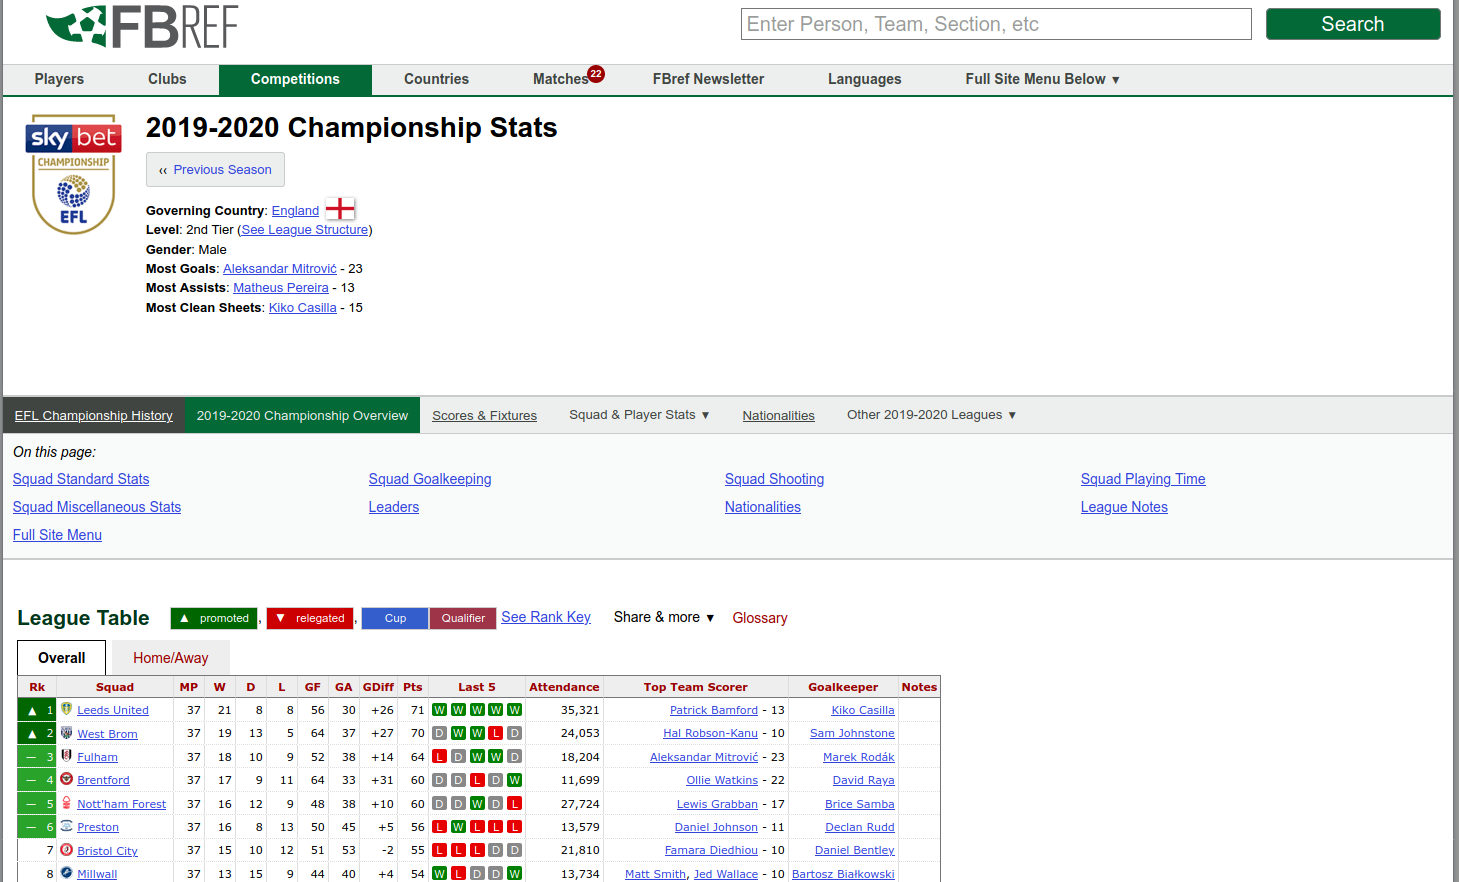 FBREF
Enter Person, Team, Section, etc
Search
Players Clubs Competitions Countries Matches 22 FBref Newsletter Languages Full Site Menu Below ▼
sky bet
CHAMPIONSHIP
EFL
2019-2020 Championship Stats
‹‹ Previous Season
Governing Country: England
Level: 2nd Tier (See League Structure)
Gender: Male
Most Goals: Aleksandar Mitrović - 23
Most Assists: Matheus Pereira - 13
Most Clean Sheets: Kiko Casilla - 15
EFL Championship History 2019-2020 Championship Overview Scores & Fixtures Squad & Player Stats ▼ Nationalities Other 2019-2020 Leagues ▼
On this page:
Squad Standard Stats Squad Goalkeeping Squad Shooting Squad Playing Time
Squad Miscellaneous Stats Leaders Nationalities League Notes
Full Site Menu
League Table ▲ promoted, ▼ relegated, Cup Qualifier See Rank Key Share & more ▼ Glossary
Overall Home/Away
Rk Squad MP W D L GF GA GDiff Pts Last 5 Attendance Top Team Scorer Goalkeeper Notes
▲ 1 Leeds United 37 21 8 8 56 30 +26 71 W W W W W 35,321 Patrick Bamford - 13 Kiko Casilla
▲ 2 West Brom 37 19 13 5 64 37 +27 70 D W W L D 24,053 Hal Robson-Kanu - 10 Sam Johnstone
— 3 Fulham 37 18 10 9 52 38 +14 64 L D W W D 18,204 Aleksandar Mitrović - 23 Marek Rodák
— 4 Brentford 37 17 9 11 64 33 +31 60 D D L D W 11,699 Ollie Watkins - 22 David Raya
— 5 Nott'ham Forest 37 16 12 9 48 38 +10 60 D D W D L 27,724 Lewis Grabban - 17 Brice Samba
— 6 Preston 37 16 8 13 50 45 +5 56 L W L L L 13,579 Daniel Johnson - 11 Declan Rudd
7 Bristol City 37 15 10 12 51 53 -2 55 L L L D D 21,810 Famara Diedhiou - 10 Daniel Bentley
8 Millwall 37 13 15 9 44 40 +4 54 W L D D W 13,734 Matt Smith, Jed Wallace - 10 Bartosz Białkowski